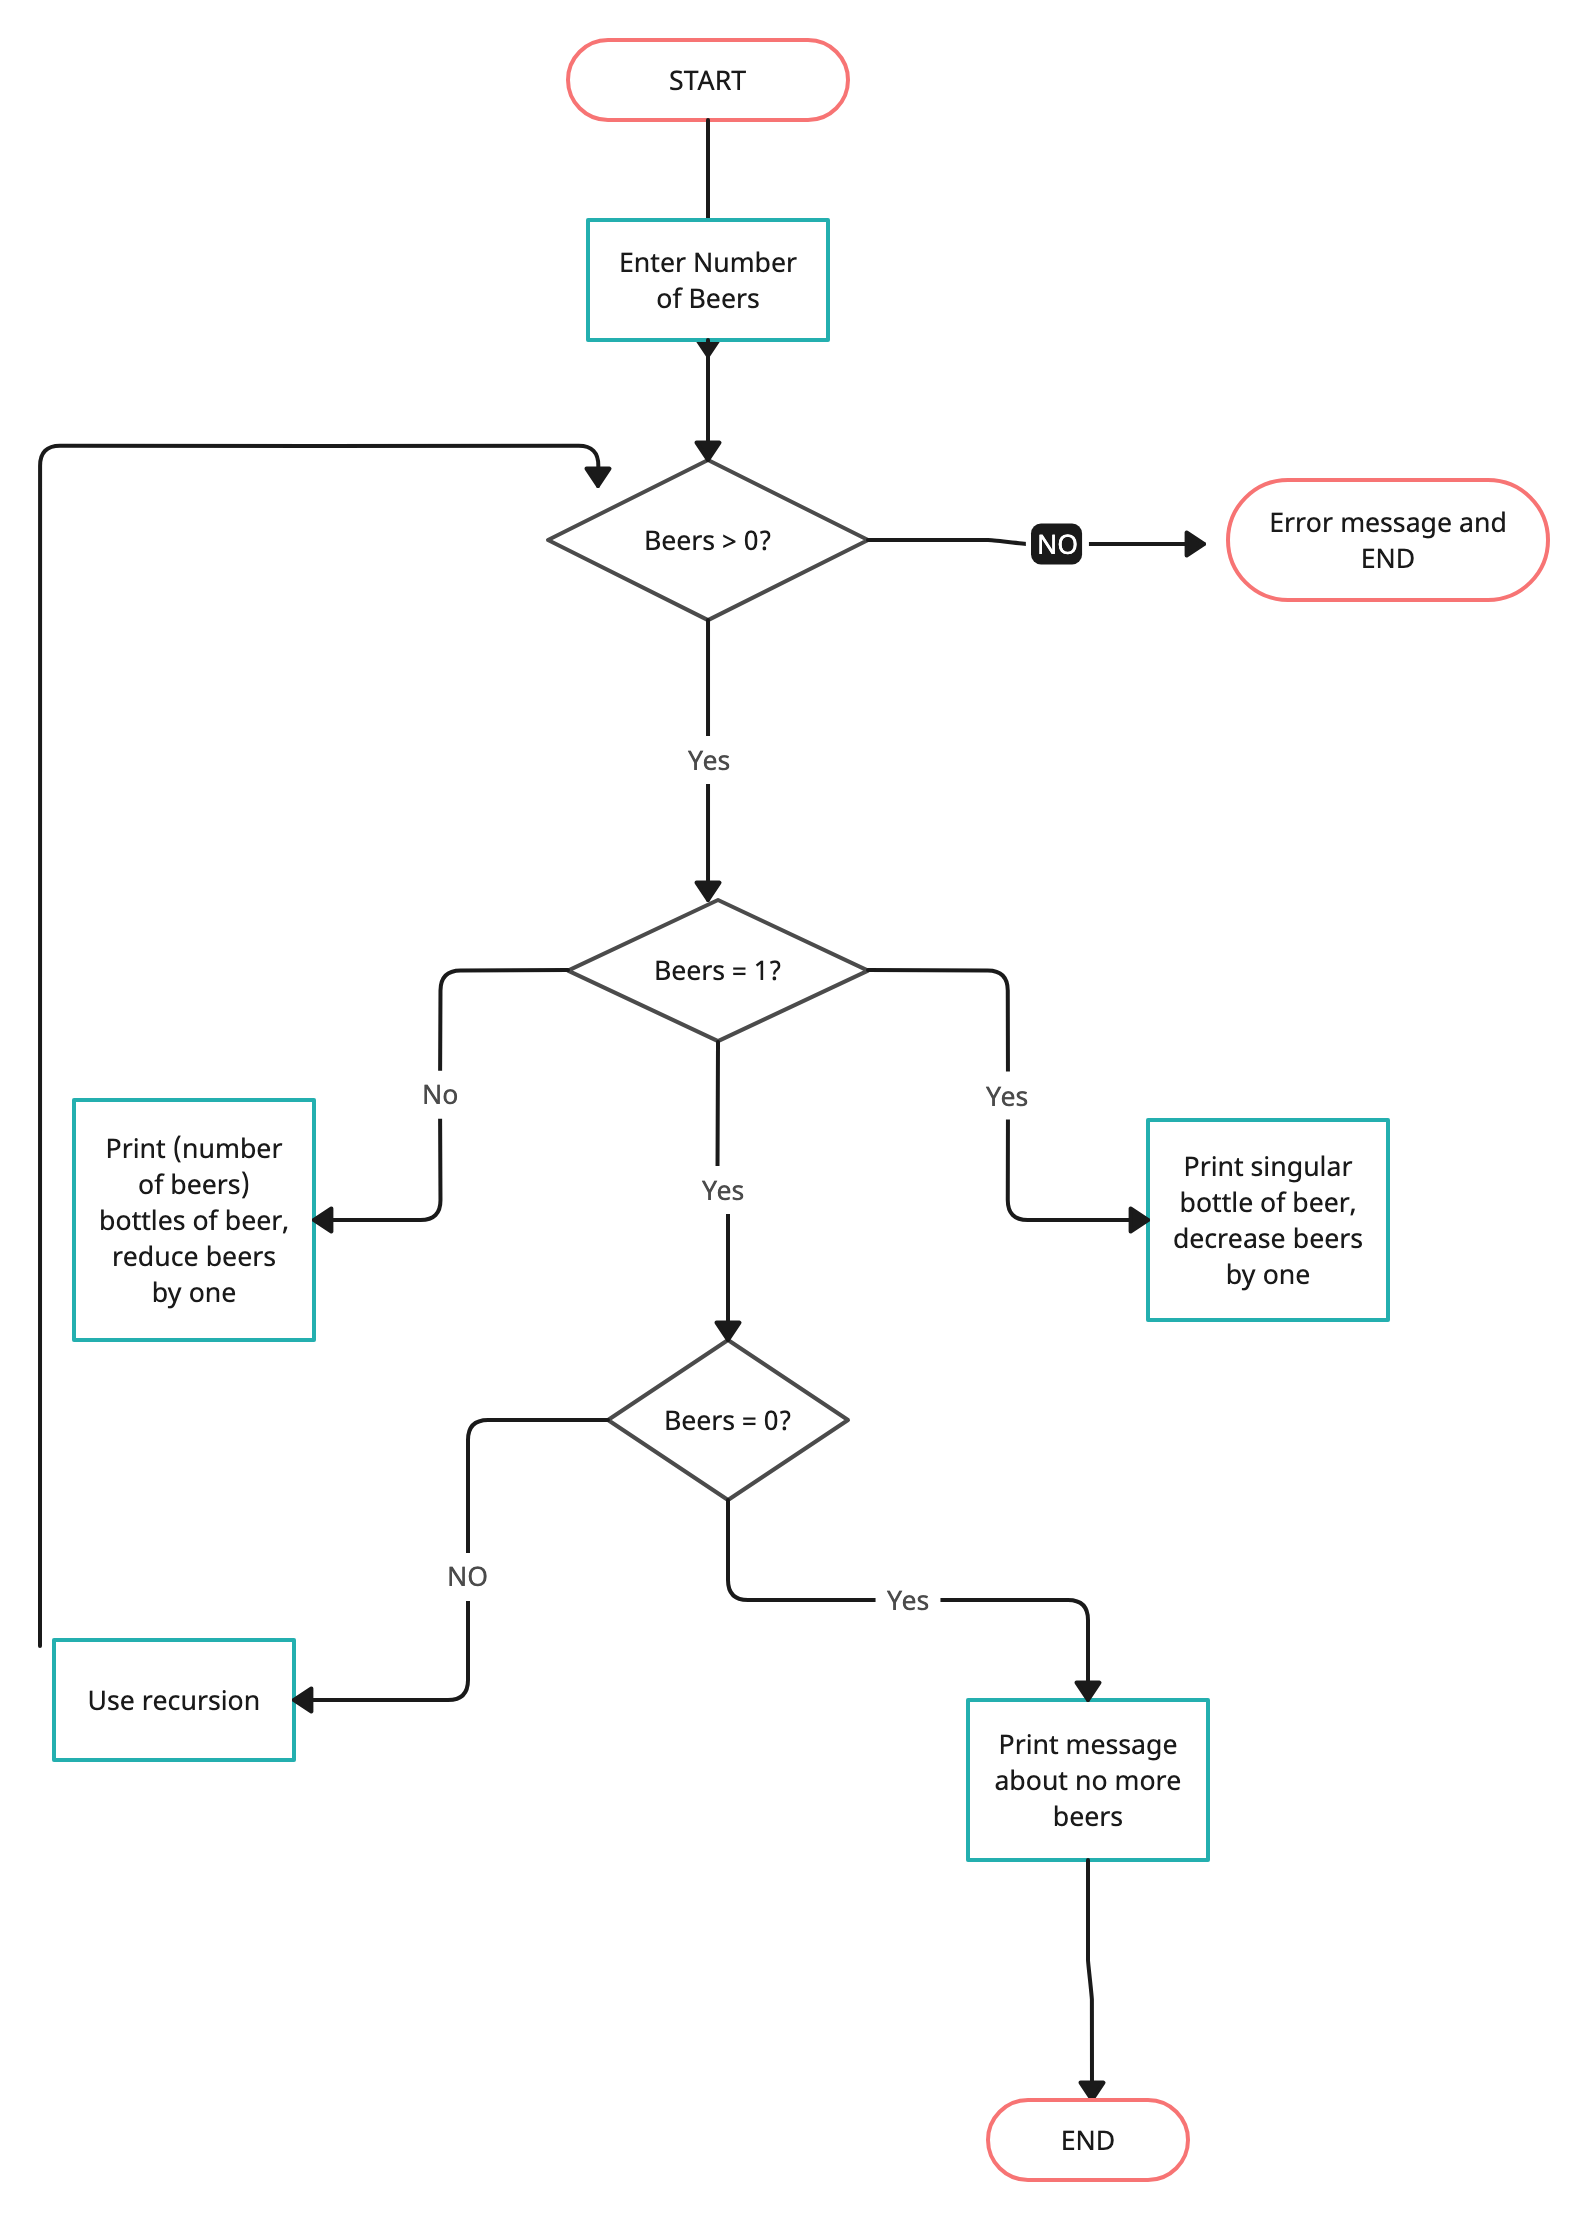 START
Enter Number
of Beers
Beers > 0?
NO
Error message and
END
Yes
Beers = 1?
No
Yes
Yes
Print (number
of beers)
bottles of beer,
reduce beers
by one
Print singular
bottle of beer,
decrease beers
by one
Beers = 0?
NO
Yes
Use recursion
Print message
about no more
beers
END